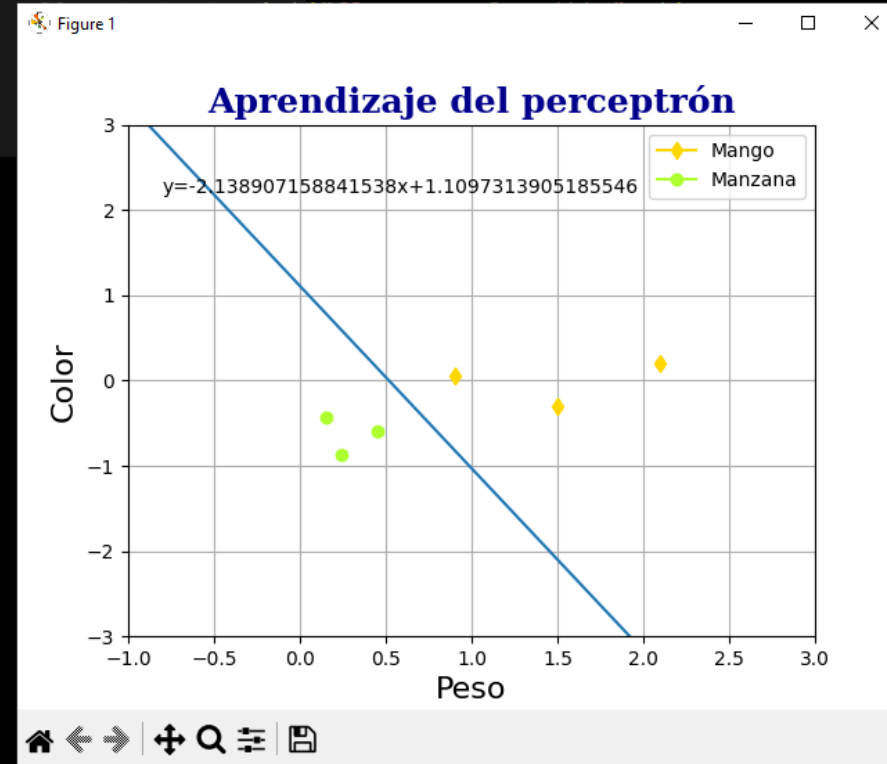 Figure 1
Aprendizaje del perceptrón
Mango
Manzana
y=-2.138907158841538x+1.1097313905185546
3
2
1
0
−1
−2
−3
Color
−1.0 −0.5 0.0 0.5 1.0 1.5 2.0 2.5 3.0
Peso